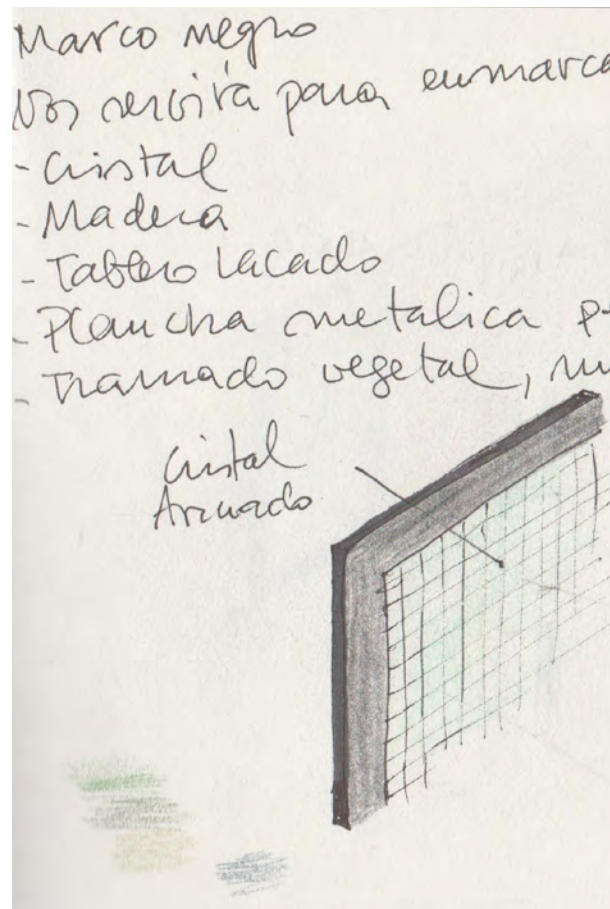 Marco negro
Nos servirá para enmarca
- Cristal
- Madera
- Tablero Lacado
- Plancha metalica p
- Tramado vegetal, m
Cristal
Armado